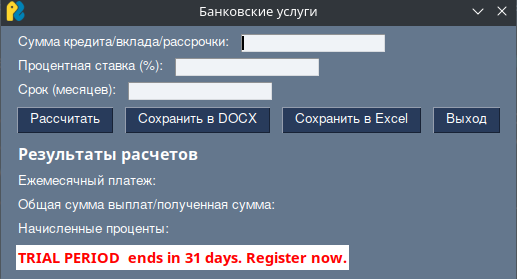 Банковские услуги
Сумма кредита/вклада/рассрочки:
Процентная ставка (%):
Срок (месяцев):
Рассчитать Сохранить в DOCX Сохранить в Excel Выход
Результаты расчетов
Ежемесячный платеж:
Общая сумма выплат/полученная сумма:
Начисленные проценты:
TRIAL PERIOD  ends in 31 days. Register now.